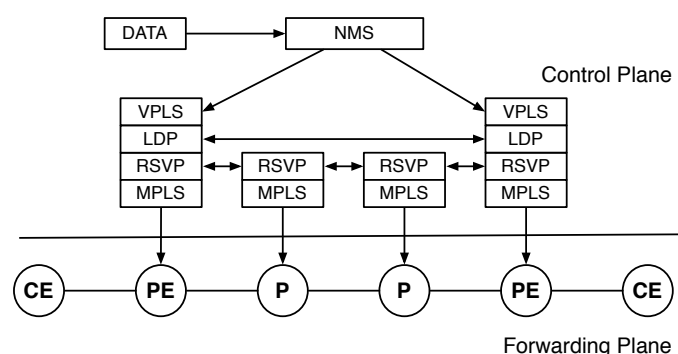 DATA
NMS
Control Plane
VPLS
VPLS
LDP
LDP
RSVP
RSVP
RSVP
RSVP
MPLS
MPLS
MPLS
MPLS
CE
PE
P
P
PE
CE
Forwarding Plane